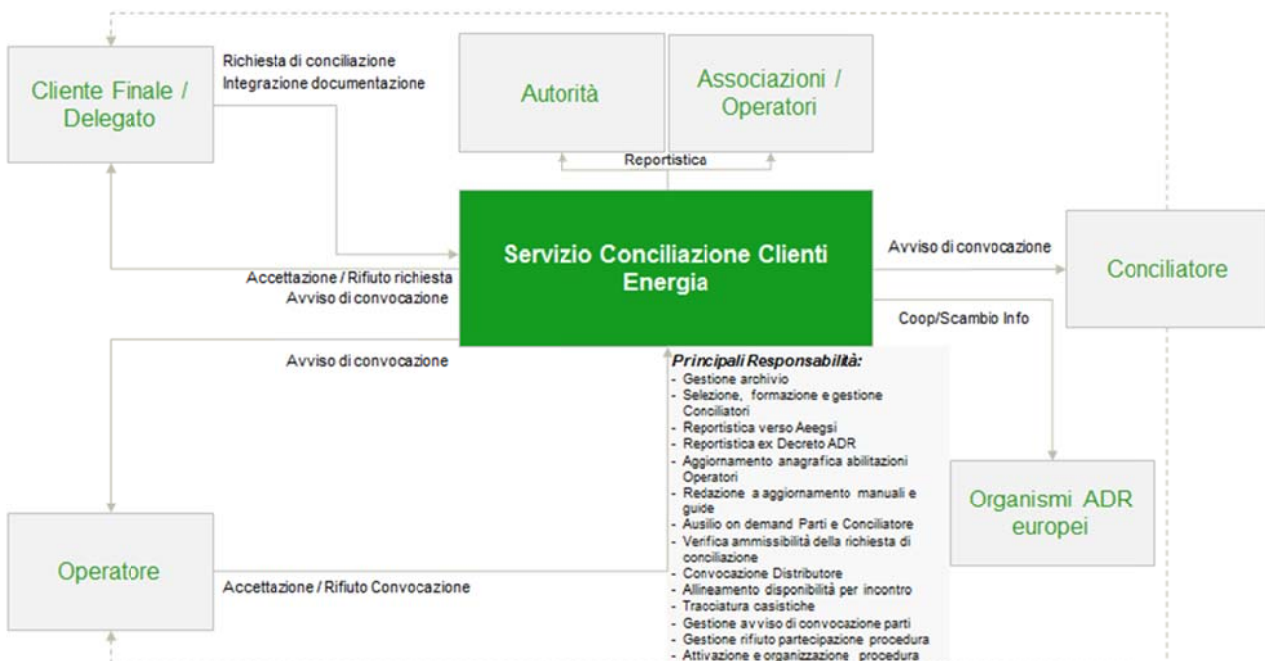 Cliente Finale /
Delegato
Richiesta di conciliazione
Integrazione documentazione
Autorità
Associazioni /
Operatori
Reportistica
Servizio Conciliazione Clienti
Energia
Avviso di convocazione
Conciliatore
Accettazione / Rifiuto richiesta
Avviso di convocazione
Coop/Scambio Info
Avviso di convocazione
Principali Responsabilità:
- Gestione archivio
- Selezione, formazione e gestione
Conciliatori
- Reportistica verso Aeegsi
- Reportistica ex Decreto ADR
- Aggiornamento anagrafica abilitazioni
Operatori
- Redazione a aggiornamento manuali e
guide
- Ausilio on demand Parti e Conciliatore
- Verifica ammissibilità della richiesta di
conciliazione
- Convocazione Distributore
- Allineamento disponibilità per incontro
- Tracciatura casistiche
- Gestione avviso di convocazione parti
- Gestione rifiuto partecipazione procedura
- Attivazione e organizzazione procedura
Organismi ADR
europei
Operatore
Accettazione / Rifiuto Convocazione